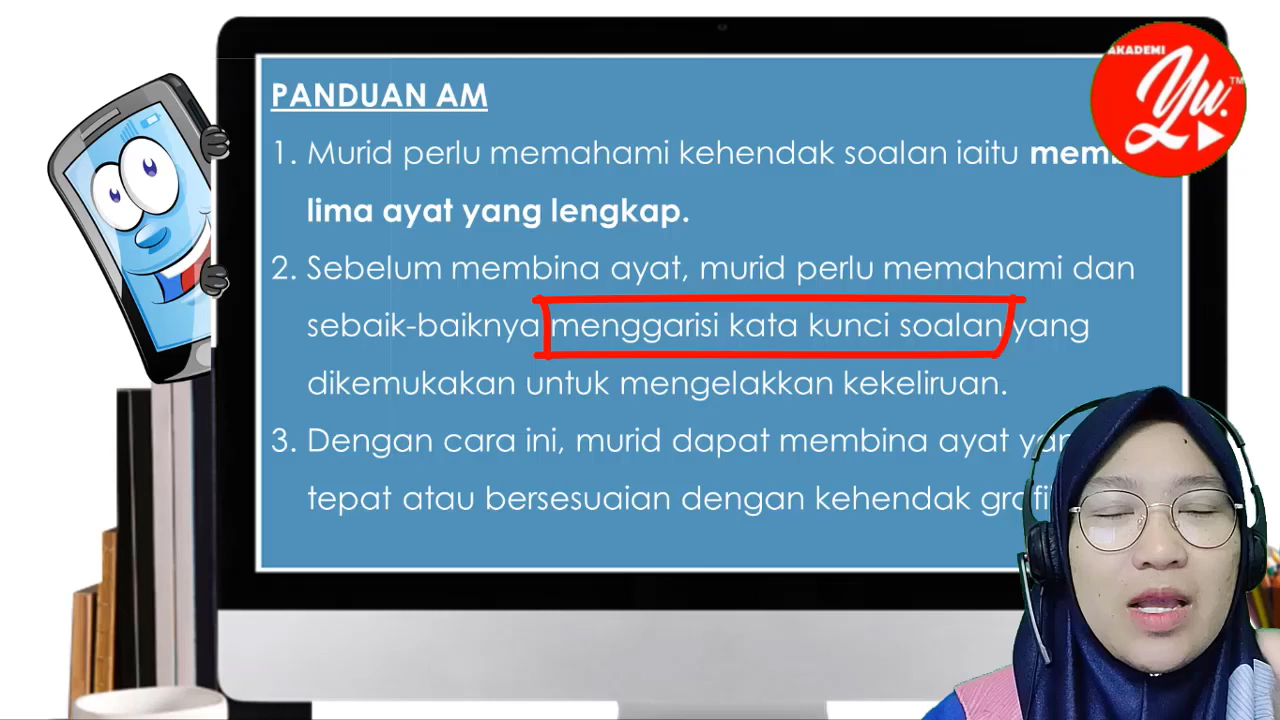 PANDUAN AM
AKADEMI
Yu.
TM
1. Murid perlu memahami kehendak soalan iaitu
lima ayat yang lengkap.
2. Sebelum membina ayat, murid perlu memahami dan
sebaik-baiknya menggarisi kata kunci soalan yang
dikemukakan untuk mengelakkan kekeliruan.
3. Dengan cara ini, murid dapat membina ayat
tepat atau bersesuaian dengan kehendak